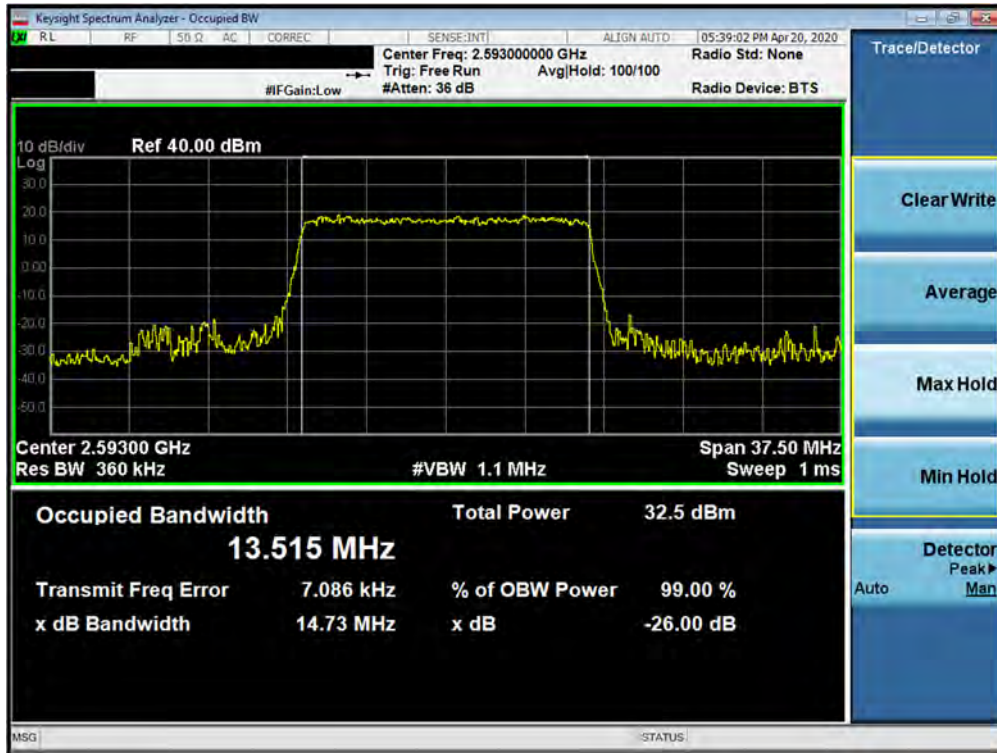 Keysight Spectrum Analyzer - Occupied BW
LXI RL RF 50 Ω AC CORREC SENSE:INT ALIGN AUTO 05:39:02 PM Apr 20, 2020
Center Freq: 2.593000000 GHz Radio Std: None
Trig: Free Run Avg|Hold: 100/100
#IFGain:Low #Atten: 36 dB Radio Device: BTS
Trace/Detector
10 dB/div Ref 40.00 dBm
Log
30.0
20.0
10.0
0.00
-10.0
-20.0
-30.0
-40.0
-50.0
Center 2.59300 GHz Span 37.50 MHz
Res BW 360 kHz #VBW 1.1 MHz Sweep 1 ms
Occupied Bandwidth Total Power 32.5 dBm
13.515 MHz
Transmit Freq Error 7.086 kHz % of OBW Power 99.00 %
x dB Bandwidth 14.73 MHz x dB -26.00 dB
Clear Write
Average
Max Hold
Min Hold
Detector
Peak▶
Auto Man
MSG STATUS